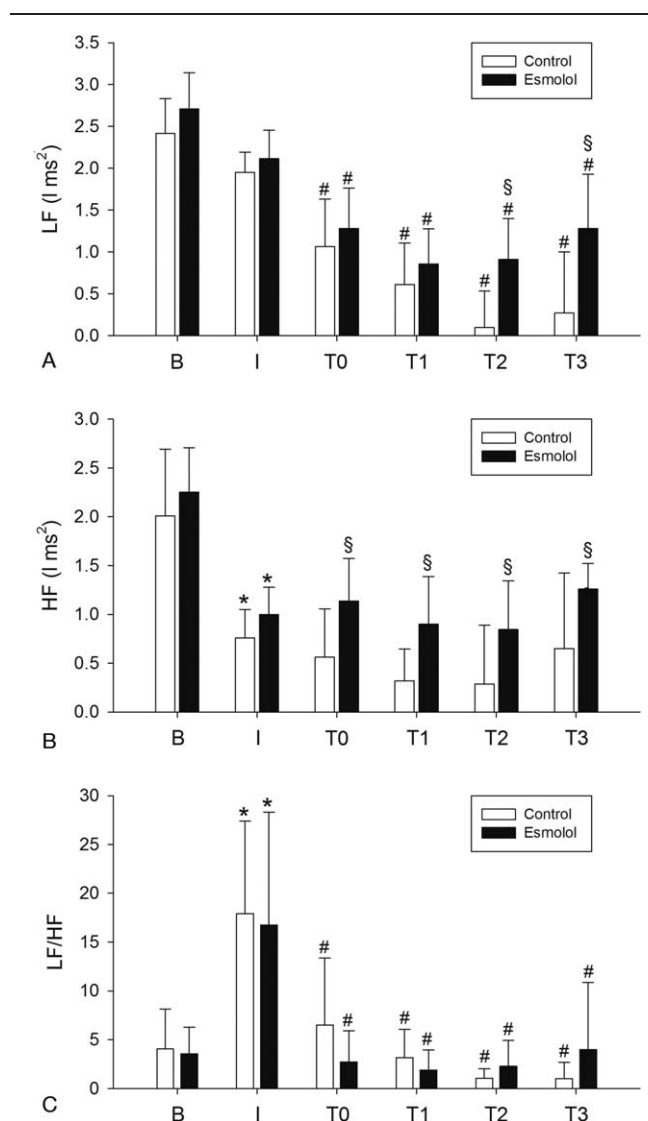 3.5
Control
Esmolol
3.0
§
2.5
§
#
2.0
# #
#
LF (l ms²)
1.5
# #
#
1.0
#
0.5
0.0
A
B I T0 T1 T2 T3
3.0
Control
Esmolol
2.5
2.0
§ § § §
HF (l ms²)
1.5
* *
1.0
0.5
0.0
B
B I T0 T1 T2 T3
30
* *
Control
Esmolol
25
20
LF/HF
15
#
#
10
# # # # # #
5
0
C
B I T0 T1 T2 T3